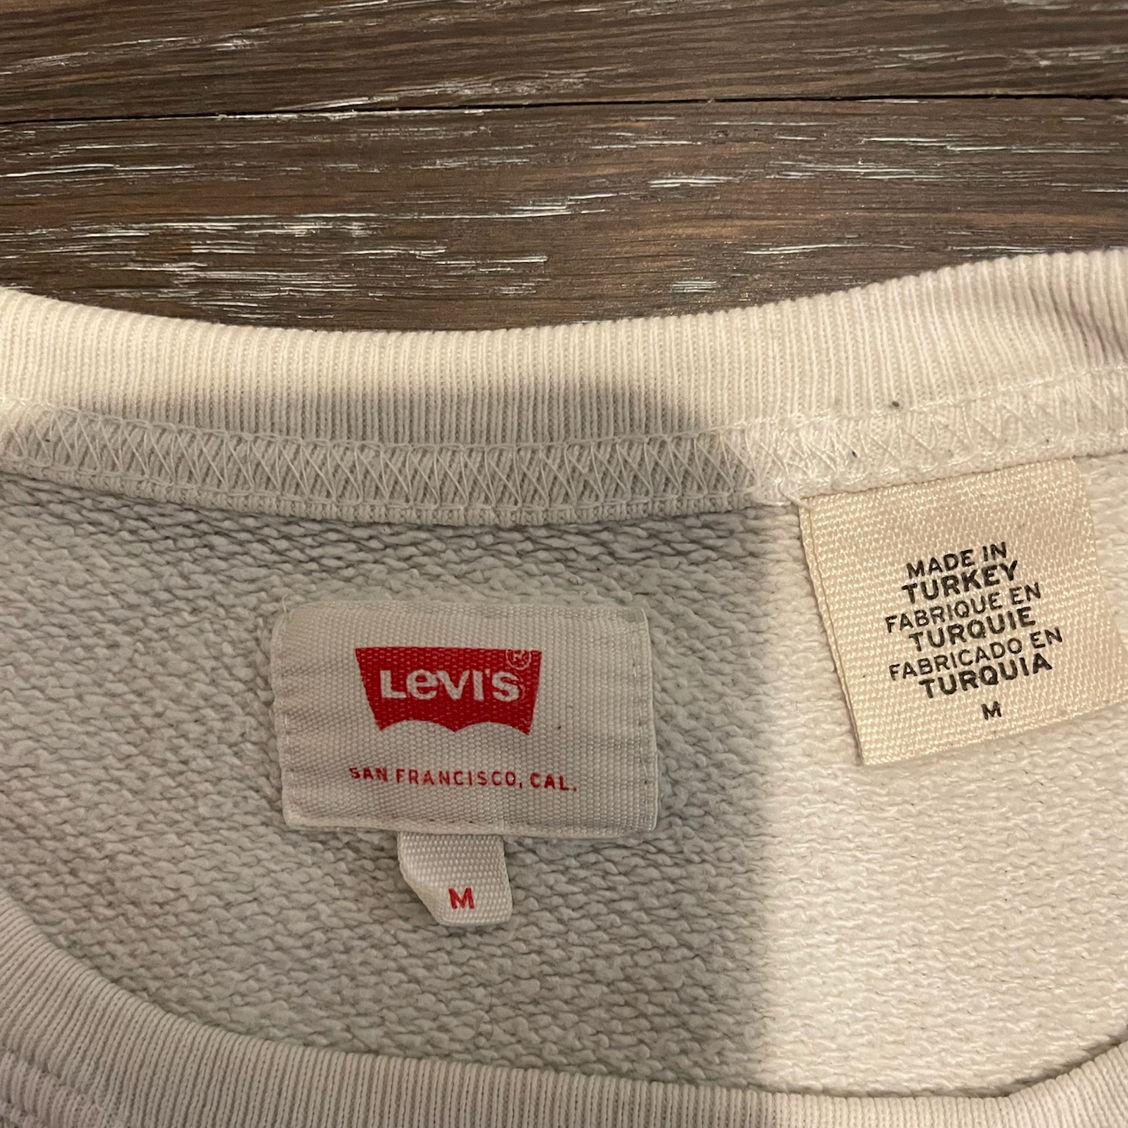 LEVI'S®
SAN FRANCISCO, CAL.
M
MADE IN
TURKEY
FABRIQUE EN
TURQUIE
FABRICADO EN
TURQUIA
M